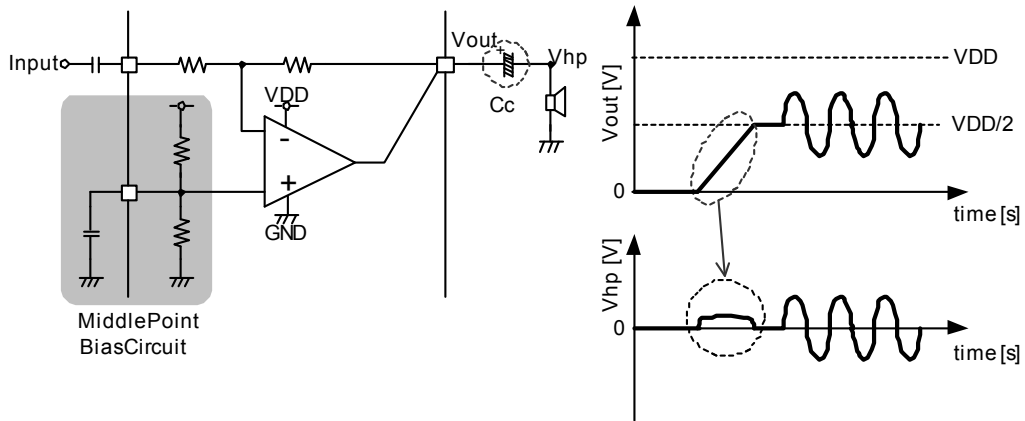 Input
VDD
-
+
GND
MiddlePoint
BiasCircuit
Vout
+
Cc
Vhp
Vout [V]
VDD
VDD/2
0
time [s]
Vhp [V]
0
time [s]